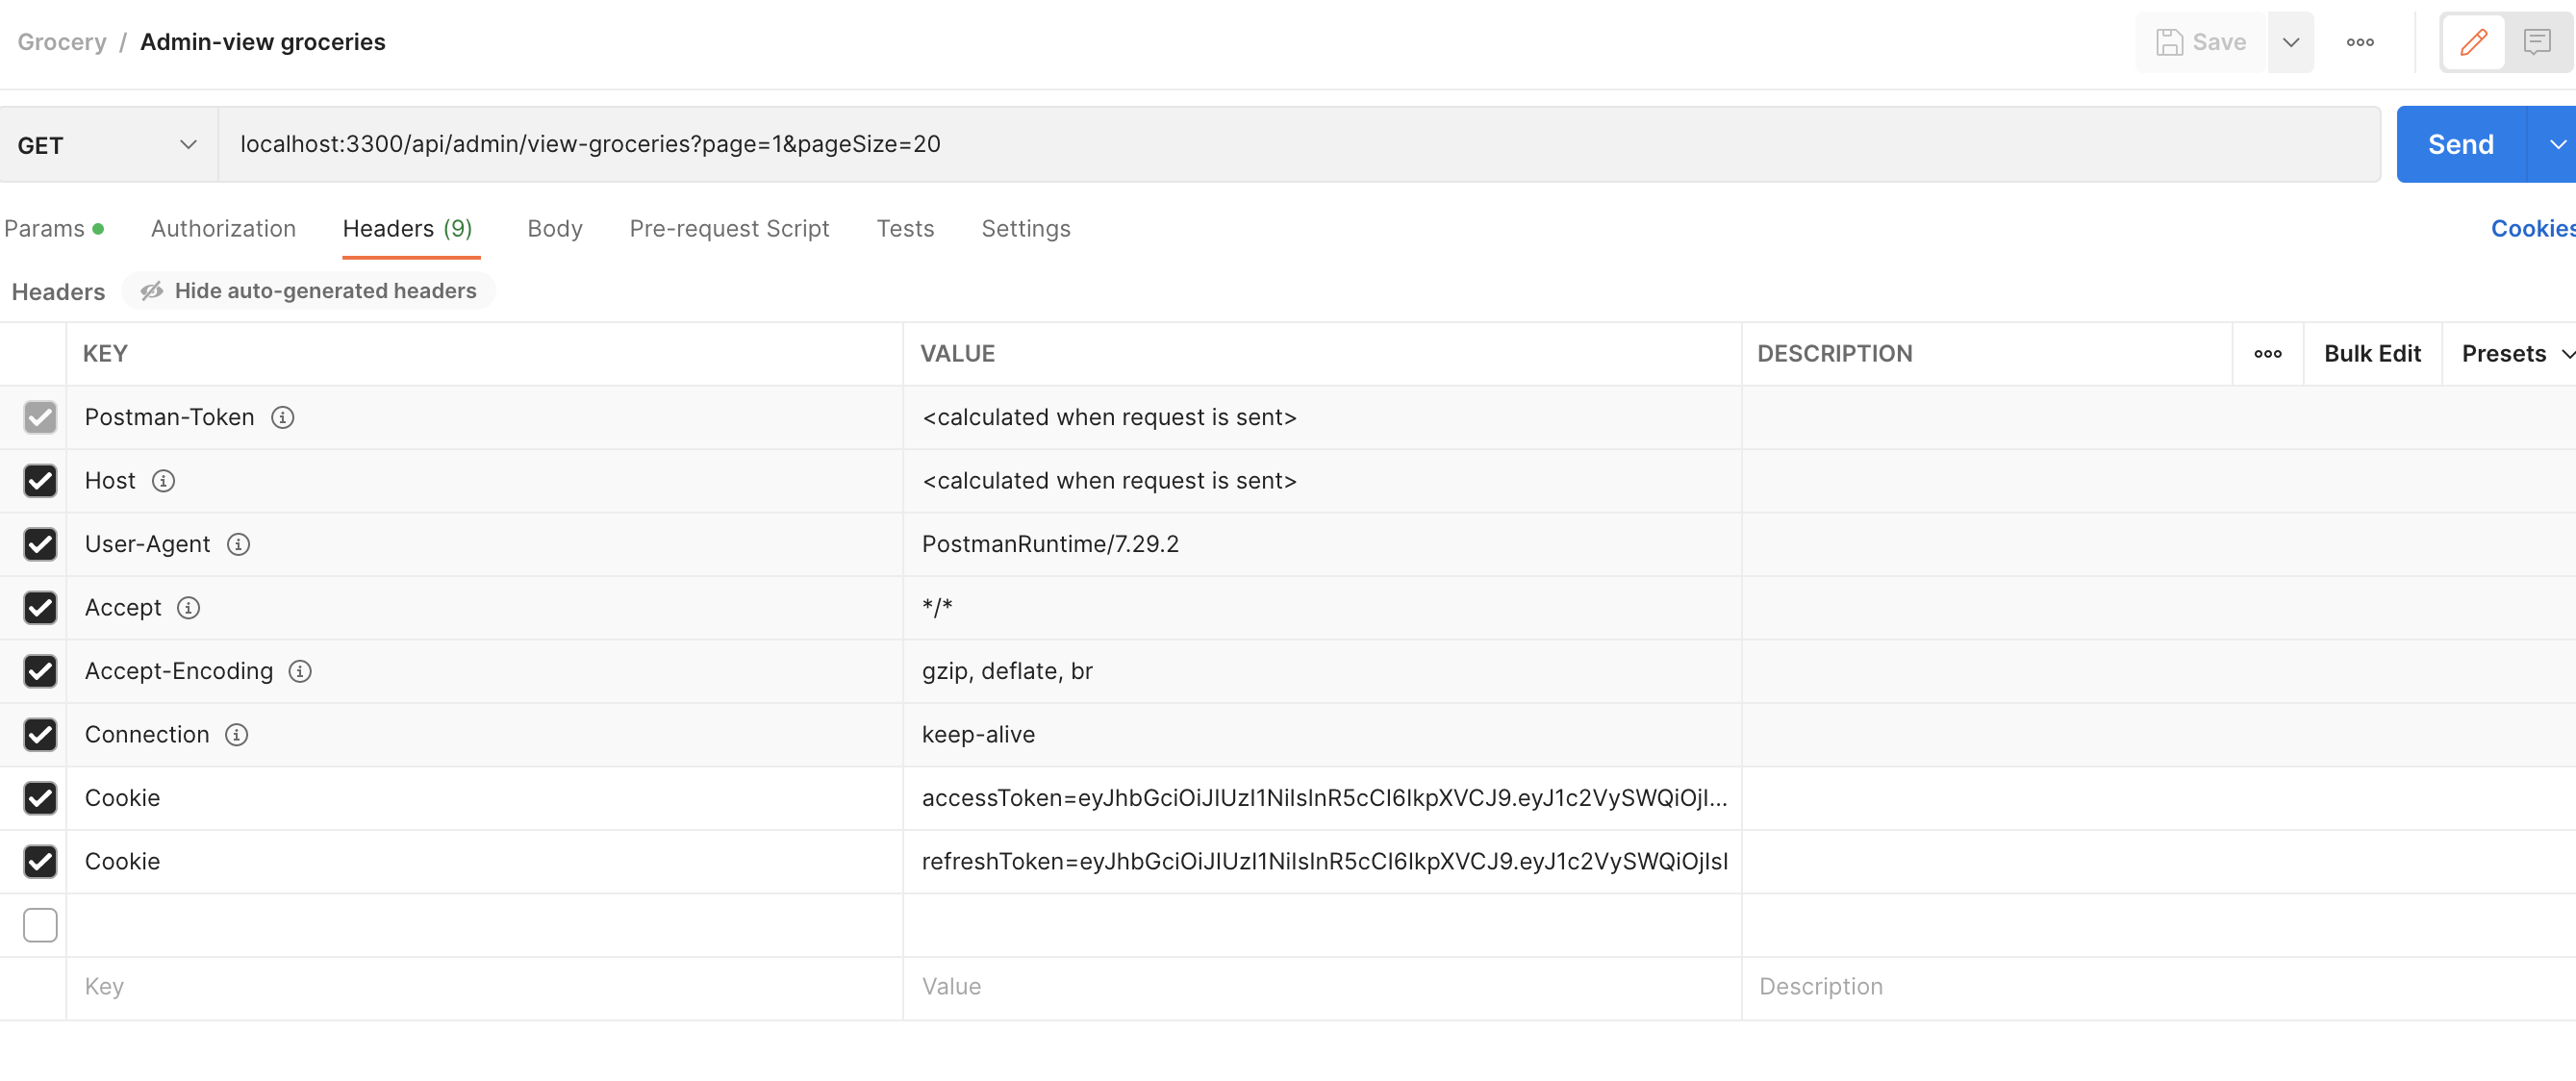 Grocery / Admin-view groceries
Save
GET localhost:3300/api/admin/view-groceries?page=1&pageSize=20 Send
Params Authorization Headers (9) Body Pre-request Script Tests Settings Cookies
Headers Hide auto-generated headers
KEY VALUE DESCRIPTION Bulk Edit Presets
Postman-Token <calculated when request is sent>
Host <calculated when request is sent>
User-Agent PostmanRuntime/7.29.2
Accept */*
Accept-Encoding gzip, deflate, br
Connection keep-alive
Cookie accessToken=eyJhbGciOiJIUzI1NiIsInR5cCI6IkpXVCJ9.eyJ1c2VySWQiOjI...
Cookie refreshToken=eyJhbGciOiJIUzI1NiIsInR5cCI6IkpXVCJ9.eyJ1c2VySWQiOjIsI
Key Value Description